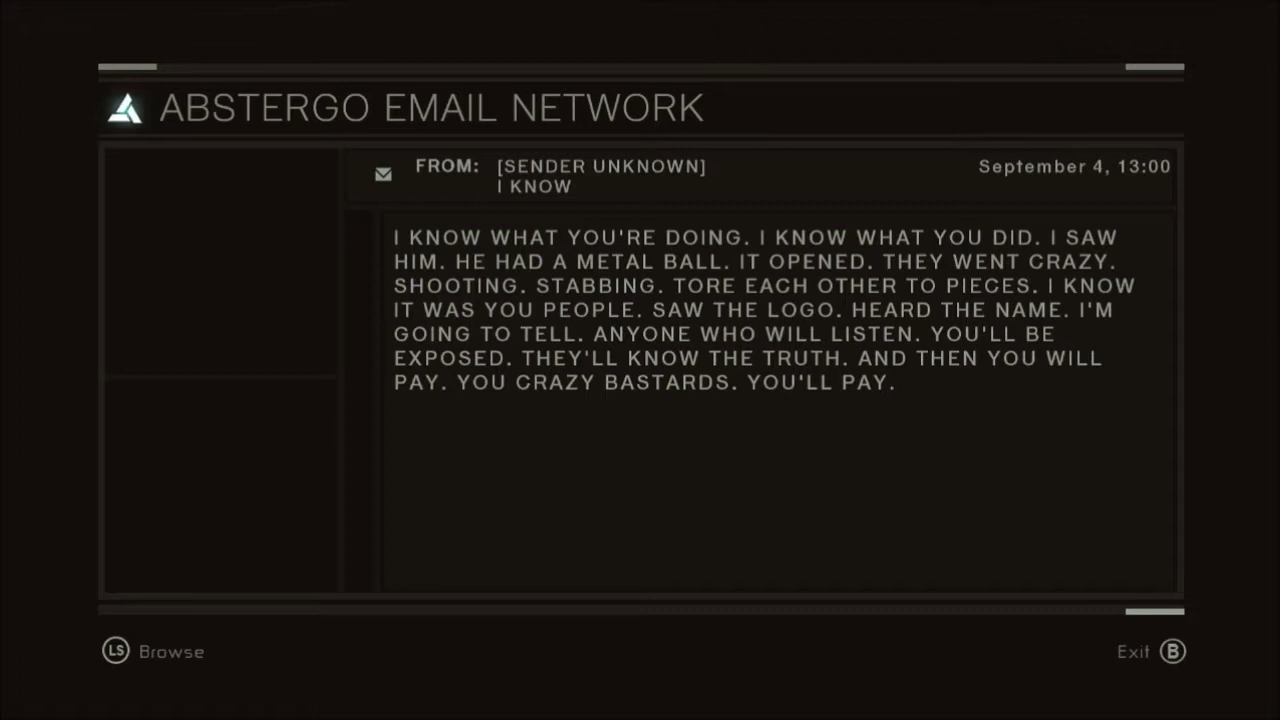 ABSTERGO EMAIL NETWORK
FROM: [SENDER UNKNOWN] September 4, 13:00
I KNOW
I KNOW WHAT YOU'RE DOING. I KNOW WHAT YOU DID. I SAW
HIM. HE HAD A METAL BALL. IT OPENED. THEY WENT CRAZY.
SHOOTING. STABBING. TORE EACH OTHER TO PIECES. I KNOW
IT WAS YOU PEOPLE. SAW THE LOGO. HEARD THE NAME. I'M
GOING TO TELL. ANYONE WHO WILL LISTEN. YOU'LL BE
EXPOSED. THEY'LL KNOW THE TRUTH. AND THEN YOU WILL
PAY. YOU CRAZY BASTARDS. YOU'LL PAY.
LS Browse Exit B